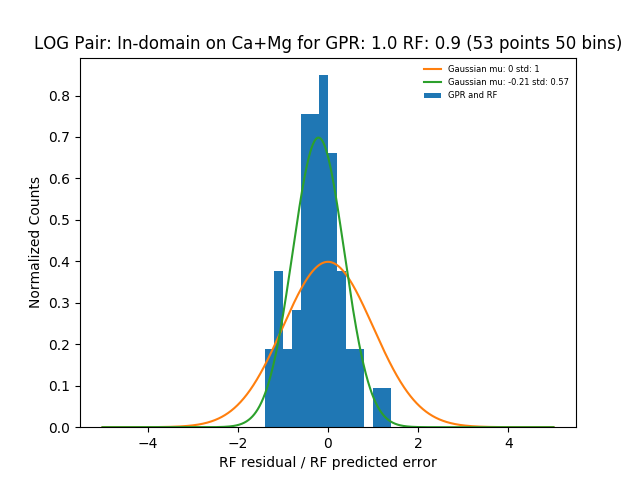 LOG Pair: In-domain on Ca+Mg for GPR: 1.0 RF: 0.9 (53 points 50 bins)
Gaussian mu: 0 std: 1
Gaussian mu: -0.21 std: 0.57
GPR and RF
Normalized Counts
0.8
0.7
0.6
0.5
0.4
0.3
0.2
0.1
0.0
−4 −2 0 2 4
RF residual / RF predicted error